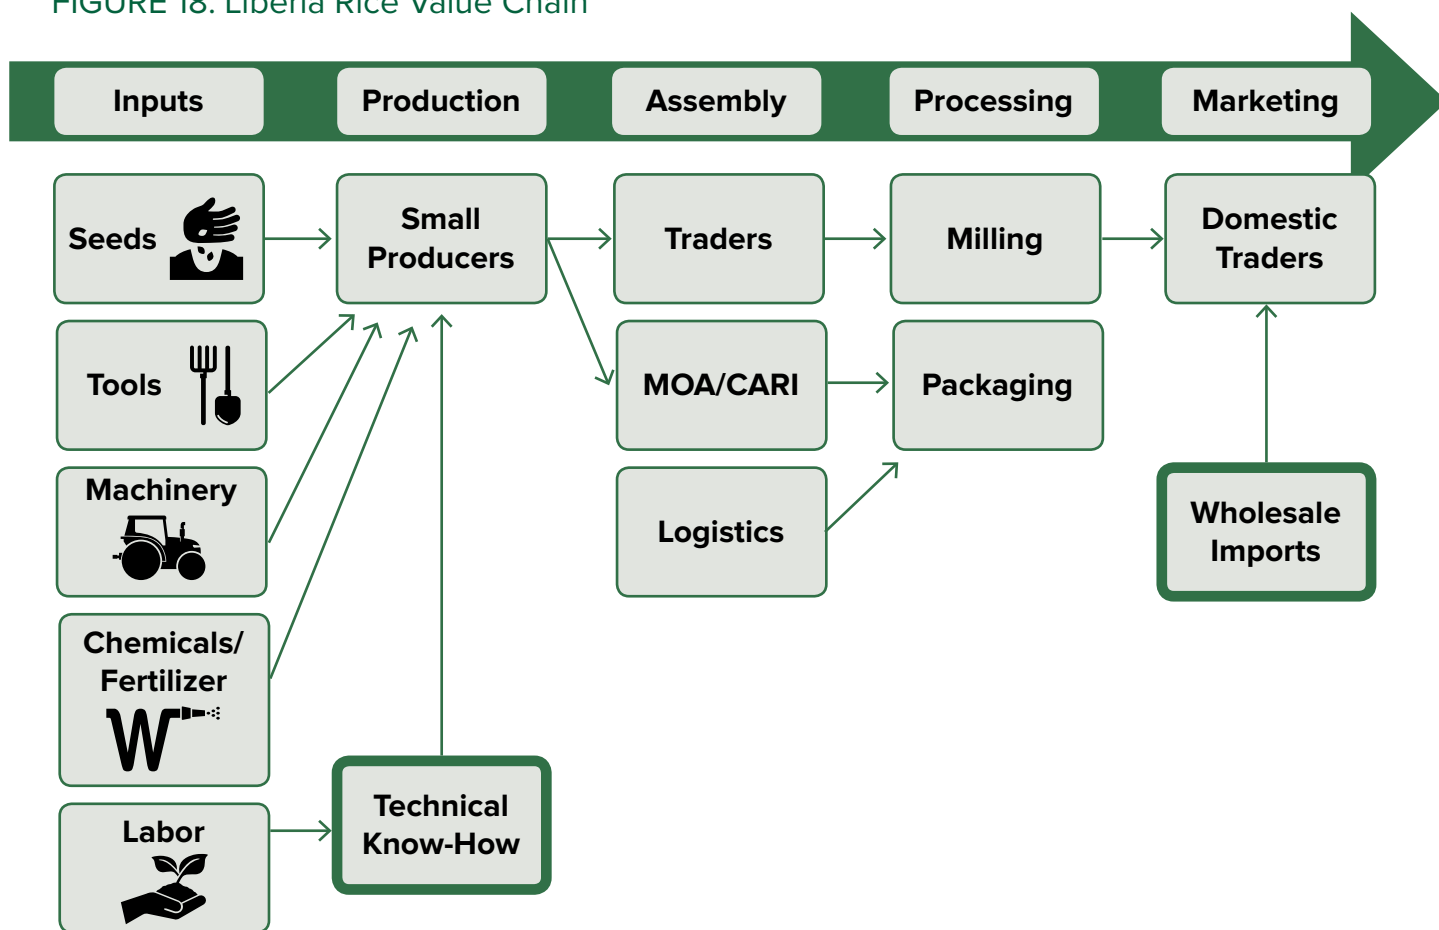 FIGURE 18. Liberia Rice Value Chain
Inputs
Production
Assembly
Processing
Marketing
Seeds
Small
Producers
Traders
Milling
Domestic
Traders
Tools
MOA/CARI
Packaging
Machinery
Logistics
Wholesale
Imports
Chemicals/
Fertilizer
Technical
Know-How
Labor